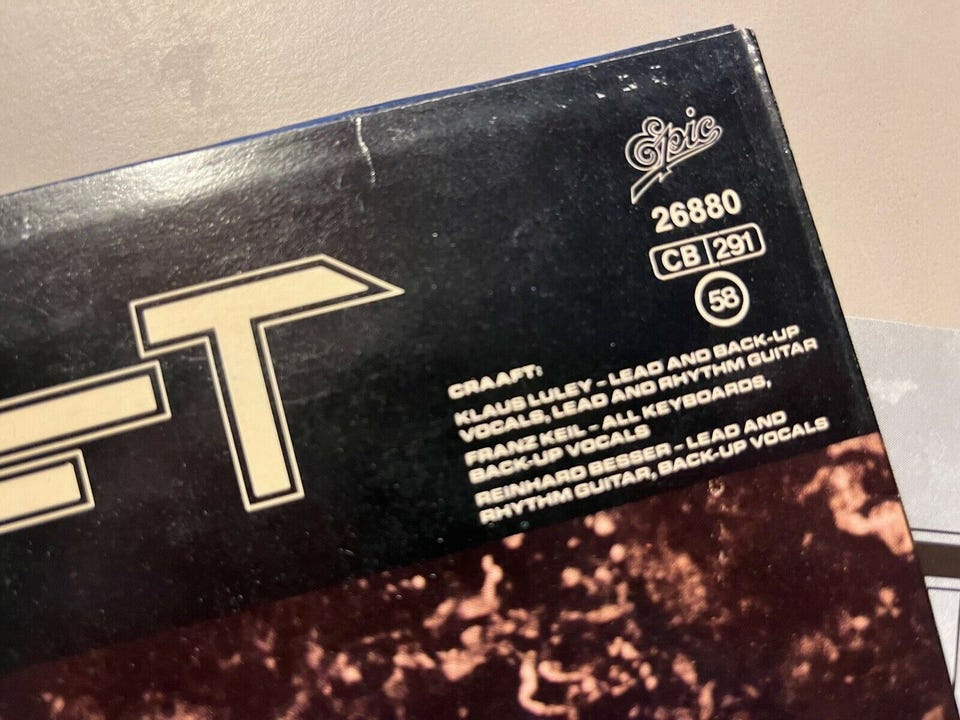 Epic
26880
CB 291
58
FT
CRAAFT:
KLAUS LULEY – LEAD AND BACK-UP
VOCALS, LEAD AND RHYTHM GUITAR
FRANZ KEIL – ALL KEYBOARDS,
BACK-UP VOCALS
REINHARD BESSER – LEAD AND
RHYTHM GUITAR, BACK-UP VOCALS